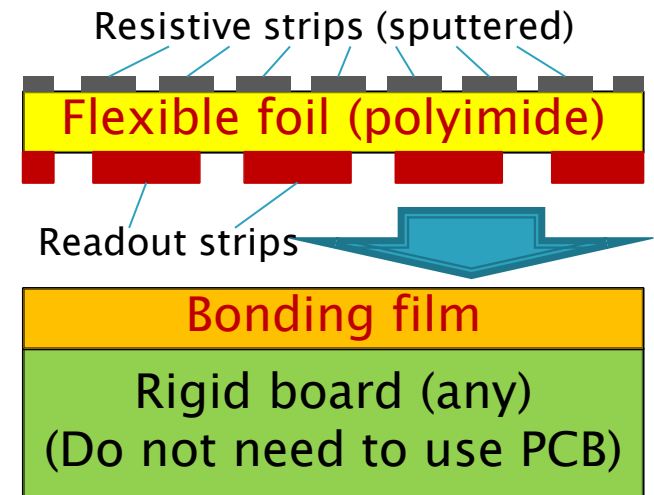 Resistive strips (sputtered)
Flexible foil (polyimide)
Readout strips
Bonding film
Rigid board (any)
(Do not need to use PCB)